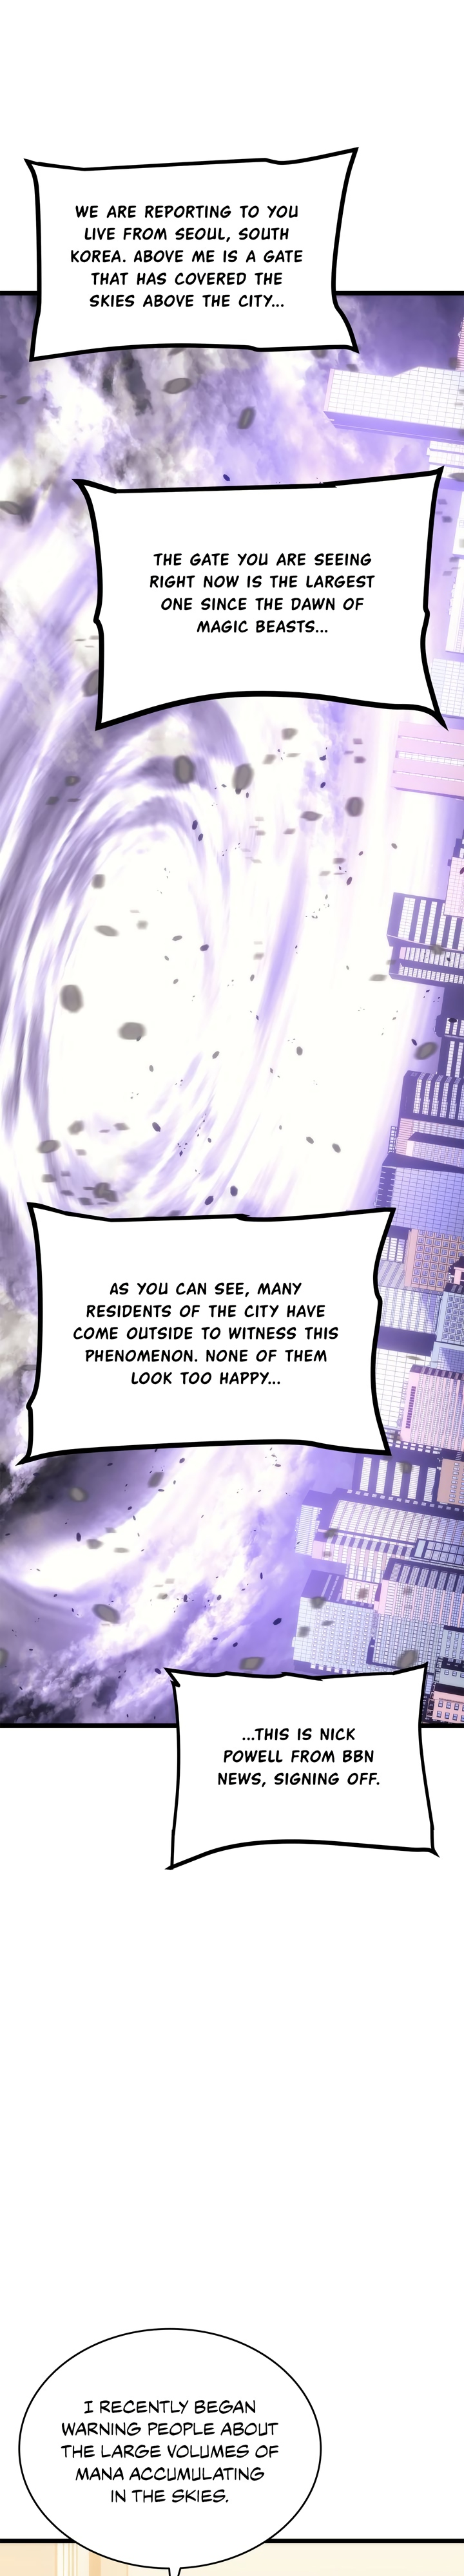 WE ARE REPORTING TO YOU
LIVE FROM SEOUL, SOUTH
KOREA. ABOVE ME IS A GATE
THAT HAS COVERED THE
SKIES ABOVE THE CITY...
THE GATE YOU ARE SEEING
RIGHT NOW IS THE LARGEST
ONE SINCE THE DAWN OF
MAGIC BEASTS...
AS YOU CAN SEE, MANY
RESIDENTS OF THE CITY HAVE
COME OUTSIDE TO WITNESS THIS
PHENOMENON. NONE OF THEM
LOOK TOO HAPPY...
...THIS IS NICK
POWELL FROM BBN
NEWS, SIGNING OFF.
I RECENTLY BEGAN
WARNING PEOPLE ABOUT
THE LARGE VOLUMES OF
MANA ACCUMULATING
IN THE SKIES.